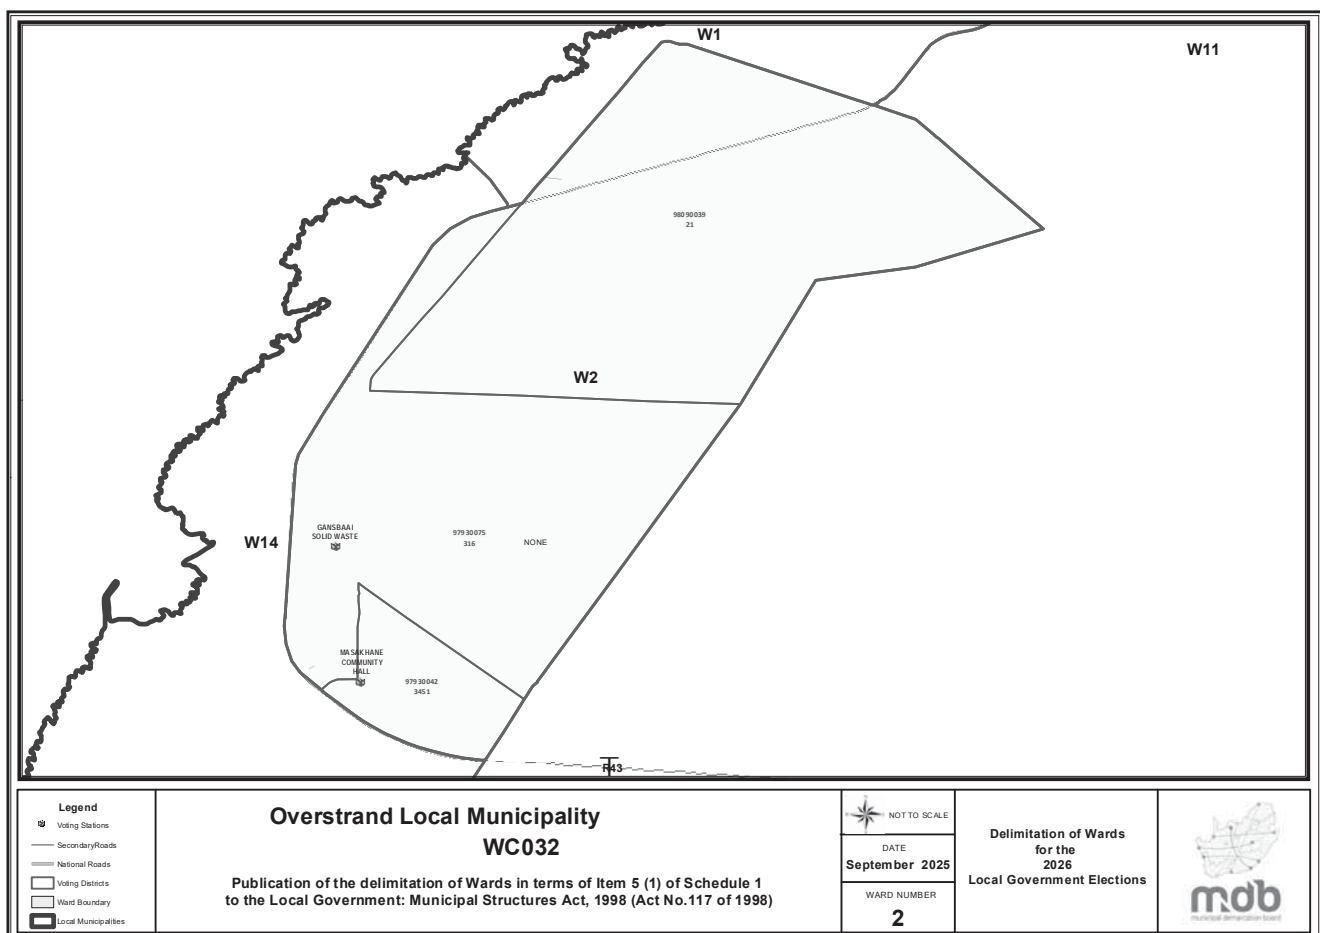 W1
W11
98090039
21
W2
GANSBAAI
SOLID WASTE
97930075
316
NONE
W14
MASAKHANE
COMMUNITY
HALL
97930042
3451
R43
Legend
Voting Stations
SecondaryRoads
National Roads
Voting Districts
Ward Boundary
Local Municipalities
Overstrand Local Municipality
WC032
Publication of the delimitation of Wards in terms of Item 5 (1) of Schedule 1
to the Local Government: Municipal Structures Act, 1998 (Act No.117 of 1998)
NOT TO SCALE
DATE
September 2025
WARD NUMBER
2
Delimitation of Wards
for the
2026
Local Government Elections
mdb
municipal demarcation board